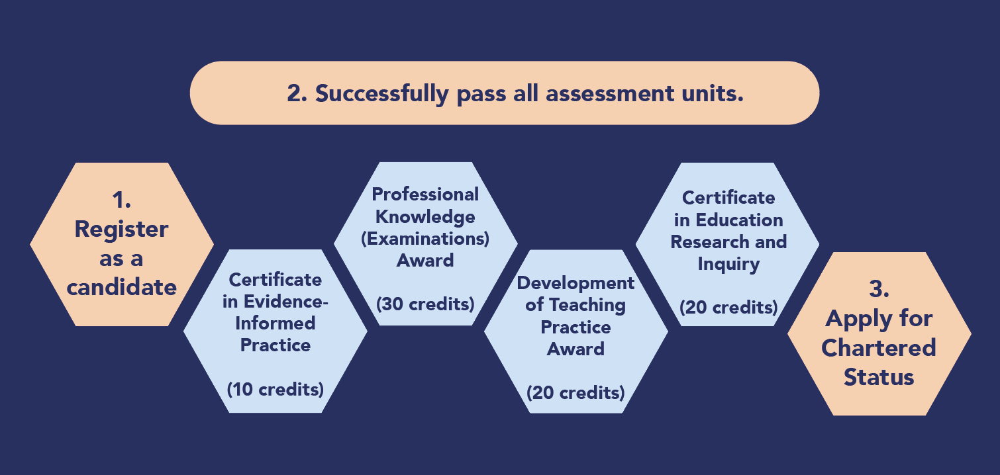 2. Successfully pass all assessment units.
1.
Register
as a
candidate
Certificate
in Evidence-
Informed
Practice
(10 credits)
Professional
Knowledge
(Examinations)
Award
(30 credits)
Development
of Teaching
Practice
Award
(20 credits)
Certificate
in Education
Research and
Inquiry
(20 credits)
3.
Apply for
Chartered
Status